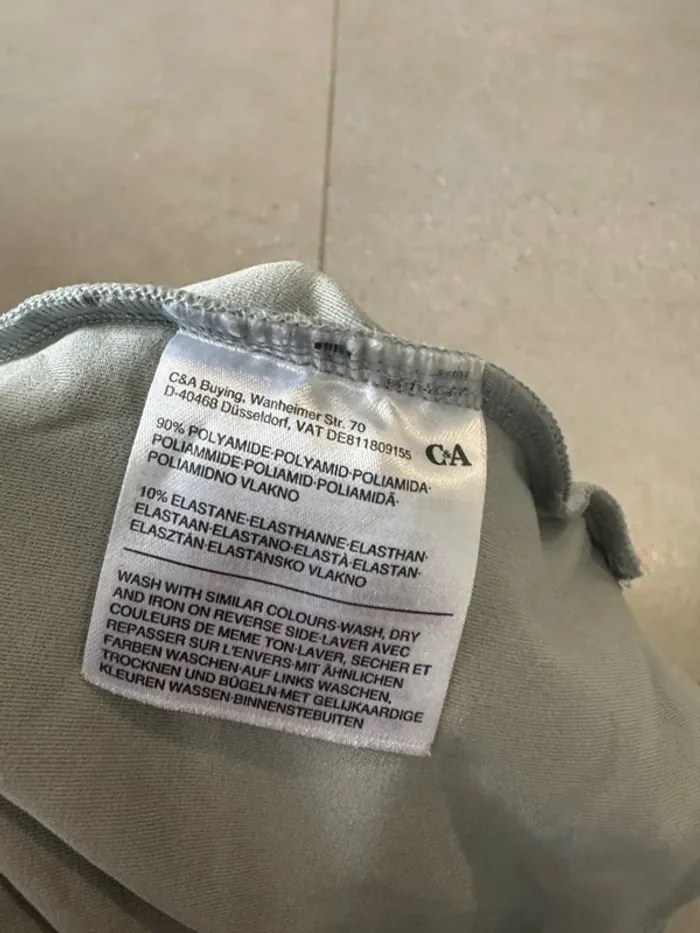 C&A Buying, Wanheimer Str. 70
D-40468 Düsseldorf, VAT DE811809155
C&A
90% POLYAMIDE·POLYAMID·POLIAMIDA·
POLIAMMIDE·POLIAMID·POLIAMIDĂ·
POLIAMIDNO VLAKNO
10% ELASTANE·ELASTHANNE·ELASTHAN·
ELASTAAN·ELASTANO·ELASTÀ·ELASTAN·
ELASZTÁN·ELASTANSKO VLAKNO
WASH WITH SIMILAR COLOURS·WASH, DRY
AND IRON ON REVERSE SIDE·LAVER AVEC
COULEURS DE MEME TON·LAVER, SECHER ET
REPASSER SUR L'ENVERS·MIT ÄHNLICHEN
FARBEN WASCHEN·AUF LINKS WASCHEN,
TROCKNEN UND BÜGELN·MET GELIJKAARDIGE
KLEUREN WASSEN·BINNENSTEBUITEN